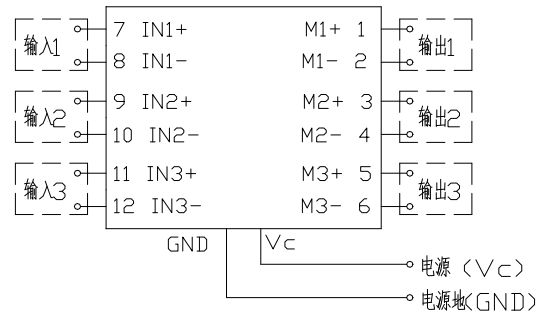 输入1 7 IN1+ M1+ 1 输出1
8 IN1- M1- 2
输入2 9 IN2+ M2+ 3 输出2
10 IN2- M2- 4
输入3 11 IN3+ M3+ 5 输出3
12 IN3- M3- 6
GND Vc
电源 (Vc)
电源地(GND)